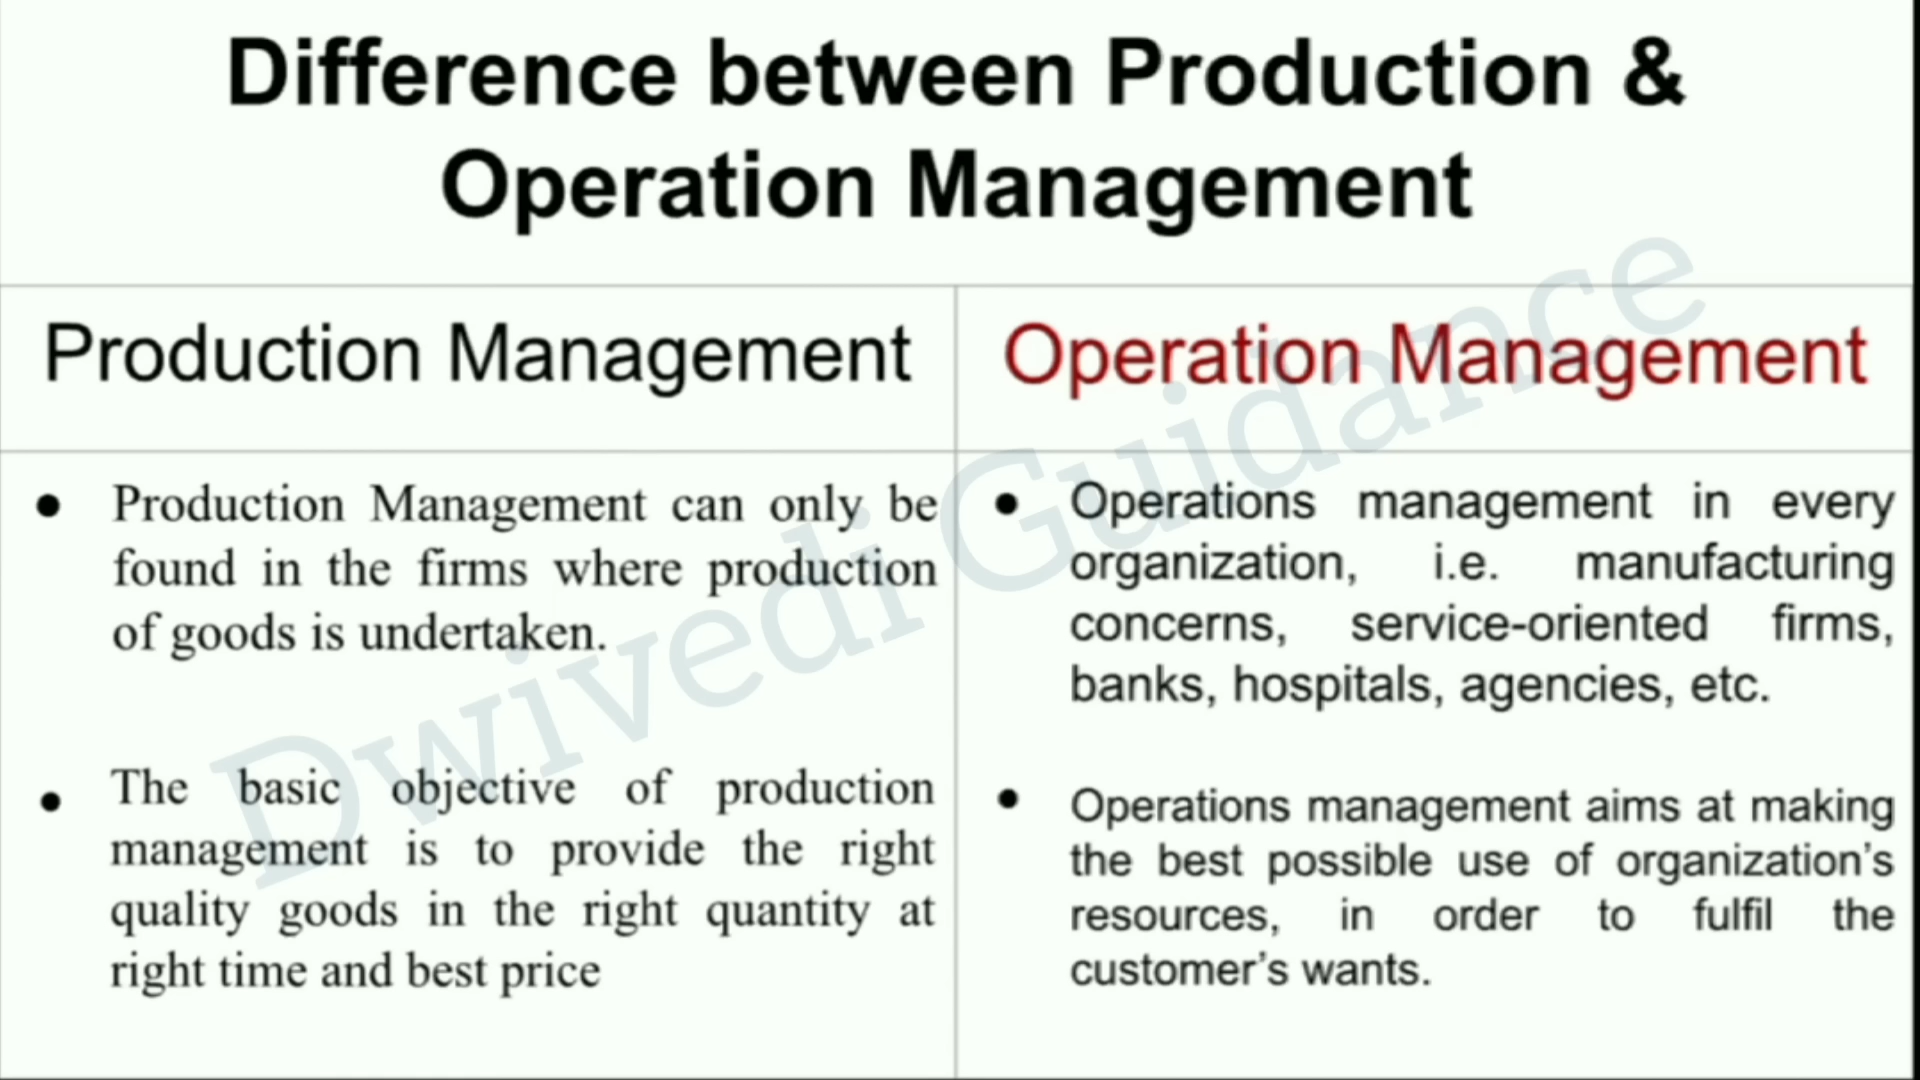 Difference between Production &
Operation Management
Production Management
Operation Management
Production Management can only be
found in the firms where production
of goods is undertaken.
The basic objective of production
management is to provide the right
quality goods in the right quantity at
right time and best price
Operations management in every
organization, i.e. manufacturing
concerns, service-oriented firms,
banks, hospitals, agencies, etc.
Operations management aims at making
the best possible use of organization's
resources, in order to fulfil the
customer's wants.
Dwivedi Guidance